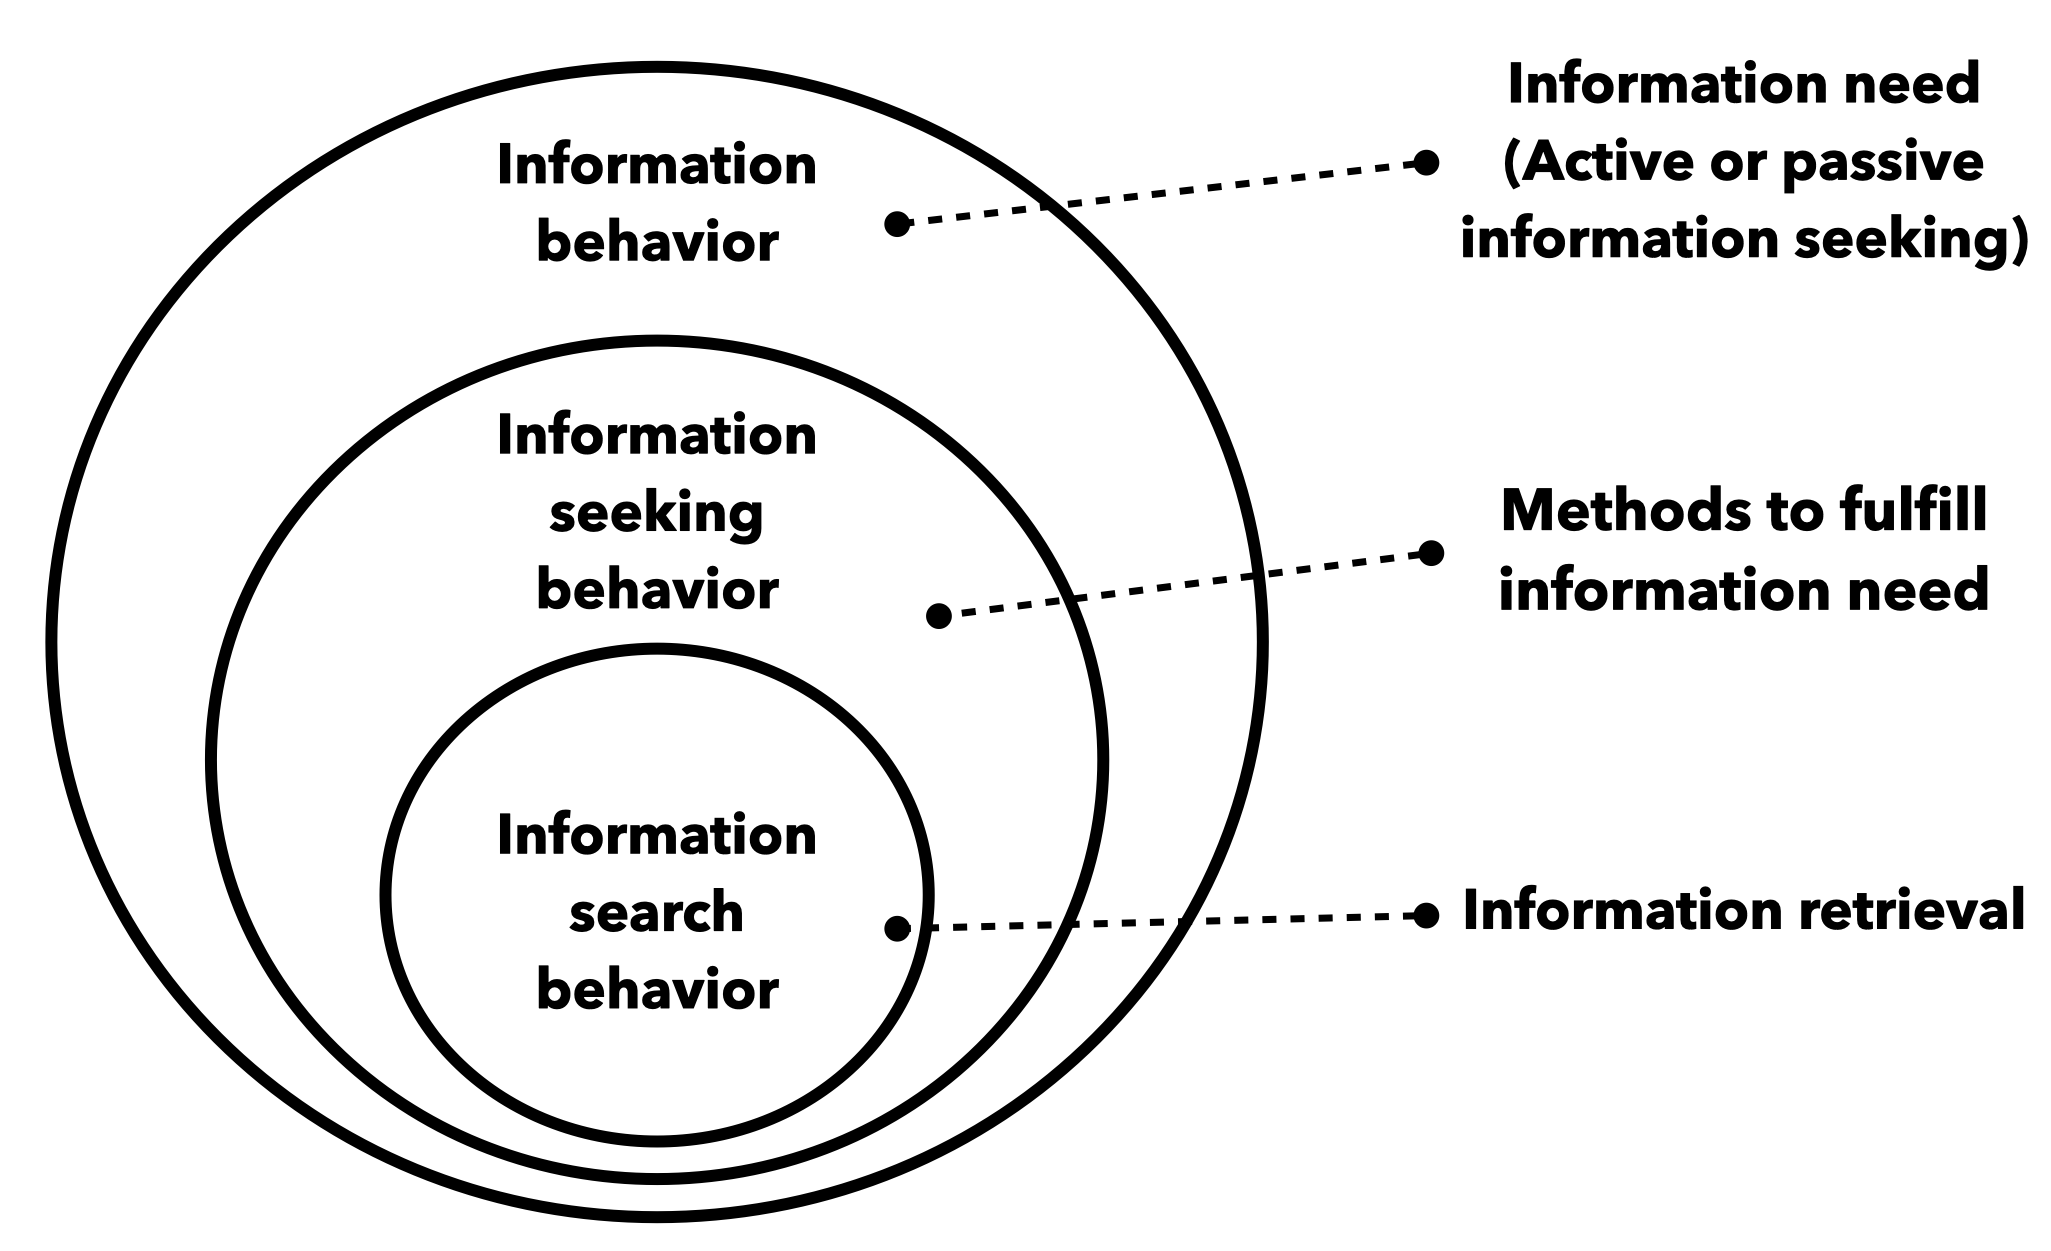 Information
behavior
Information need
(Active or passive
information seeking)
Information
seeking
behavior
Methods to fulfill
information need
Information
search
behavior
Information retrieval